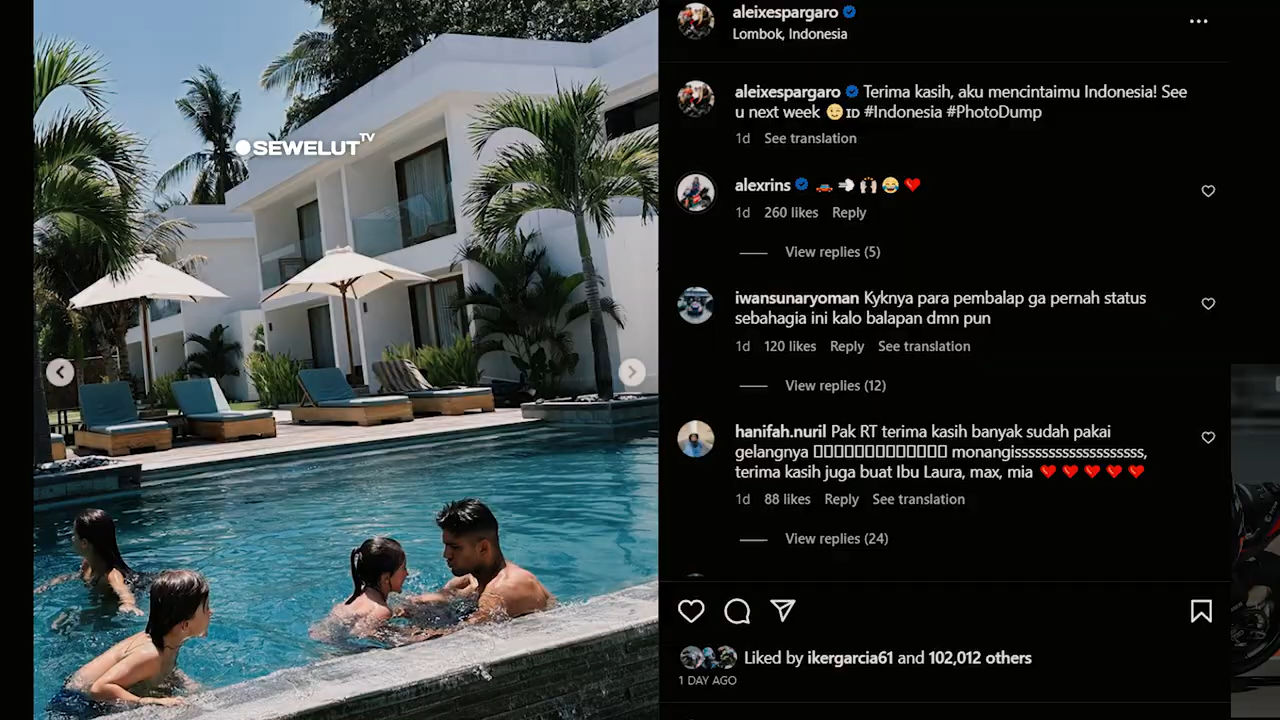 SEWELUT TV
aleixespargaro
Lombok, Indonesia
aleixespargaro Terima kasih, aku mencintaimu Indonesia! See
u next week 😉ID #Indonesia #PhotoDump
1d See translation
alexrins 🚗 💨 🙌 😂 ❤️
1d 260 likes Reply
View replies (5)
iwansunaryoman Kyknya para pembalap ga pernah status
sebahagia ini kalo balapan dmn pun
1d 120 likes Reply See translation
View replies (12)
hanifah.nuril Pak RT terima kasih banyak sudah pakai
gelangnya monangisssssssssssssssssss,
terima kasih juga buat Ibu Laura, max, mia ❤️ ❤️ ❤️ ❤️ ❤️
1d 88 likes Reply See translation
View replies (24)
Liked by ikergarcia61 and 102,012 others
1 DAY AGO